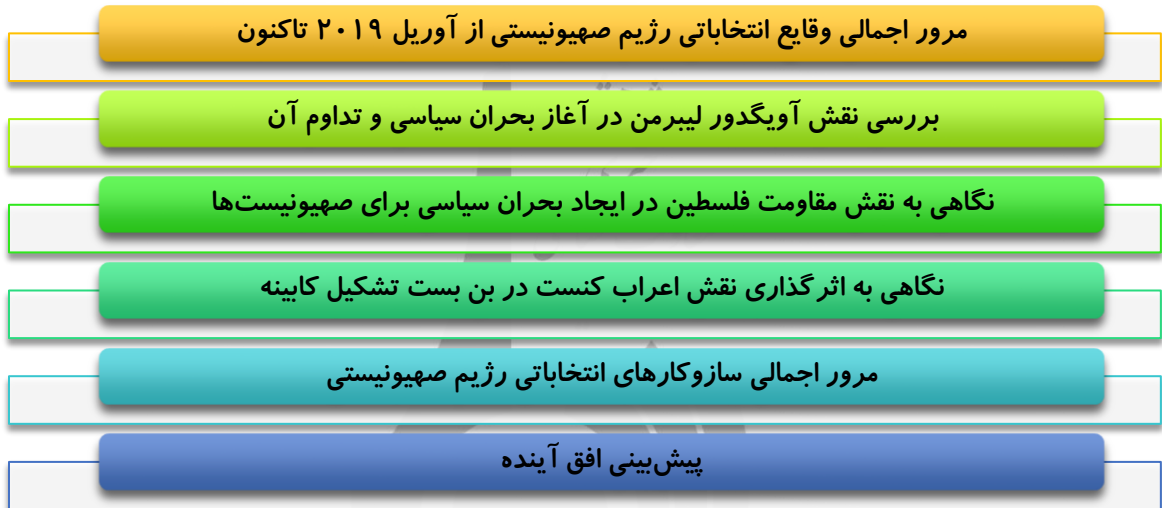 مرور اجمالی وقایع انتخاباتی رژیم صهیونیستی از آوریل ۲۰۱۹ تاکنون
بررسی نقش آویگدور لیبرمن در آغاز بحران سیاسی و تداوم آن
نگاهی به نقش مقاومت فلسطین در ایجاد بحران سیاسی برای صهیونیست‌ها
نگاهی به اثرگذاری نقش اعراب کنست در بن بست تشکیل کابینه
مرور اجمالی سازوکارهای انتخاباتی رژیم صهیونیستی
پیش‌بینی افق آینده